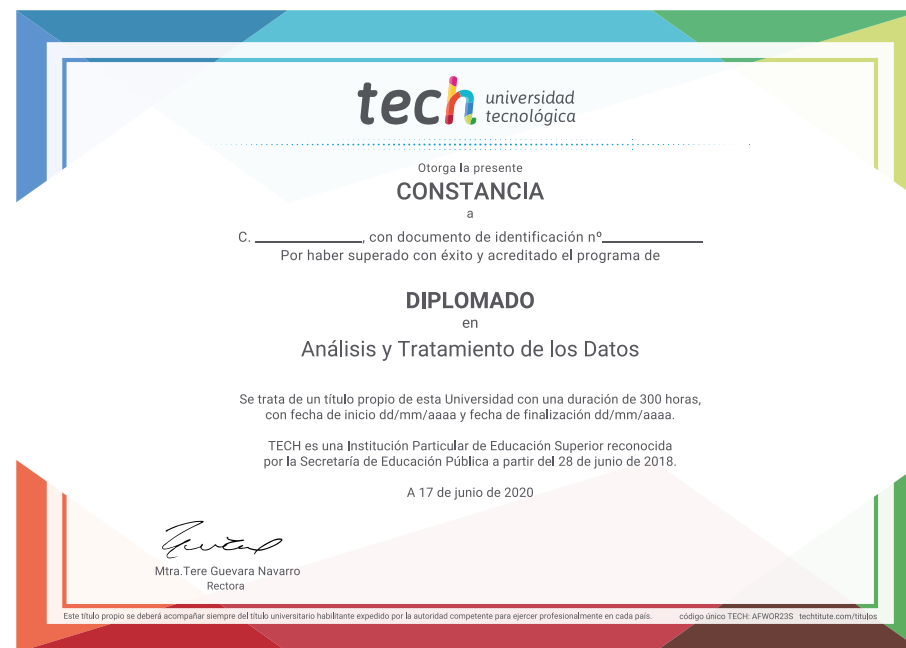 tech universidad
tecnológica
Otorga la presente
CONSTANCIA
a
C. ____________, con documento de identificación nº____________
Por haber superado con éxito y acreditado el programa de
DIPLOMADO
en
Análisis y Tratamiento de los Datos
Se trata de un título propio de esta Universidad con una duración de 300 horas,
con fecha de inicio dd/mm/aaaa y fecha de finalización dd/mm/aaaa.
TECH es una Institución Particular de Educación Superior reconocida
por la Secretaría de Educación Pública a partir del 28 de junio de 2018.
A 17 de junio de 2020
Mtra.Tere Guevara Navarro
Rectora
Este título propio se deberá acompañar siempre del título universitario habilitante expedido por la autoridad competente para ejercer profesionalmente en cada país. código único TECH: AFWOR23S techtitute.com/titulos